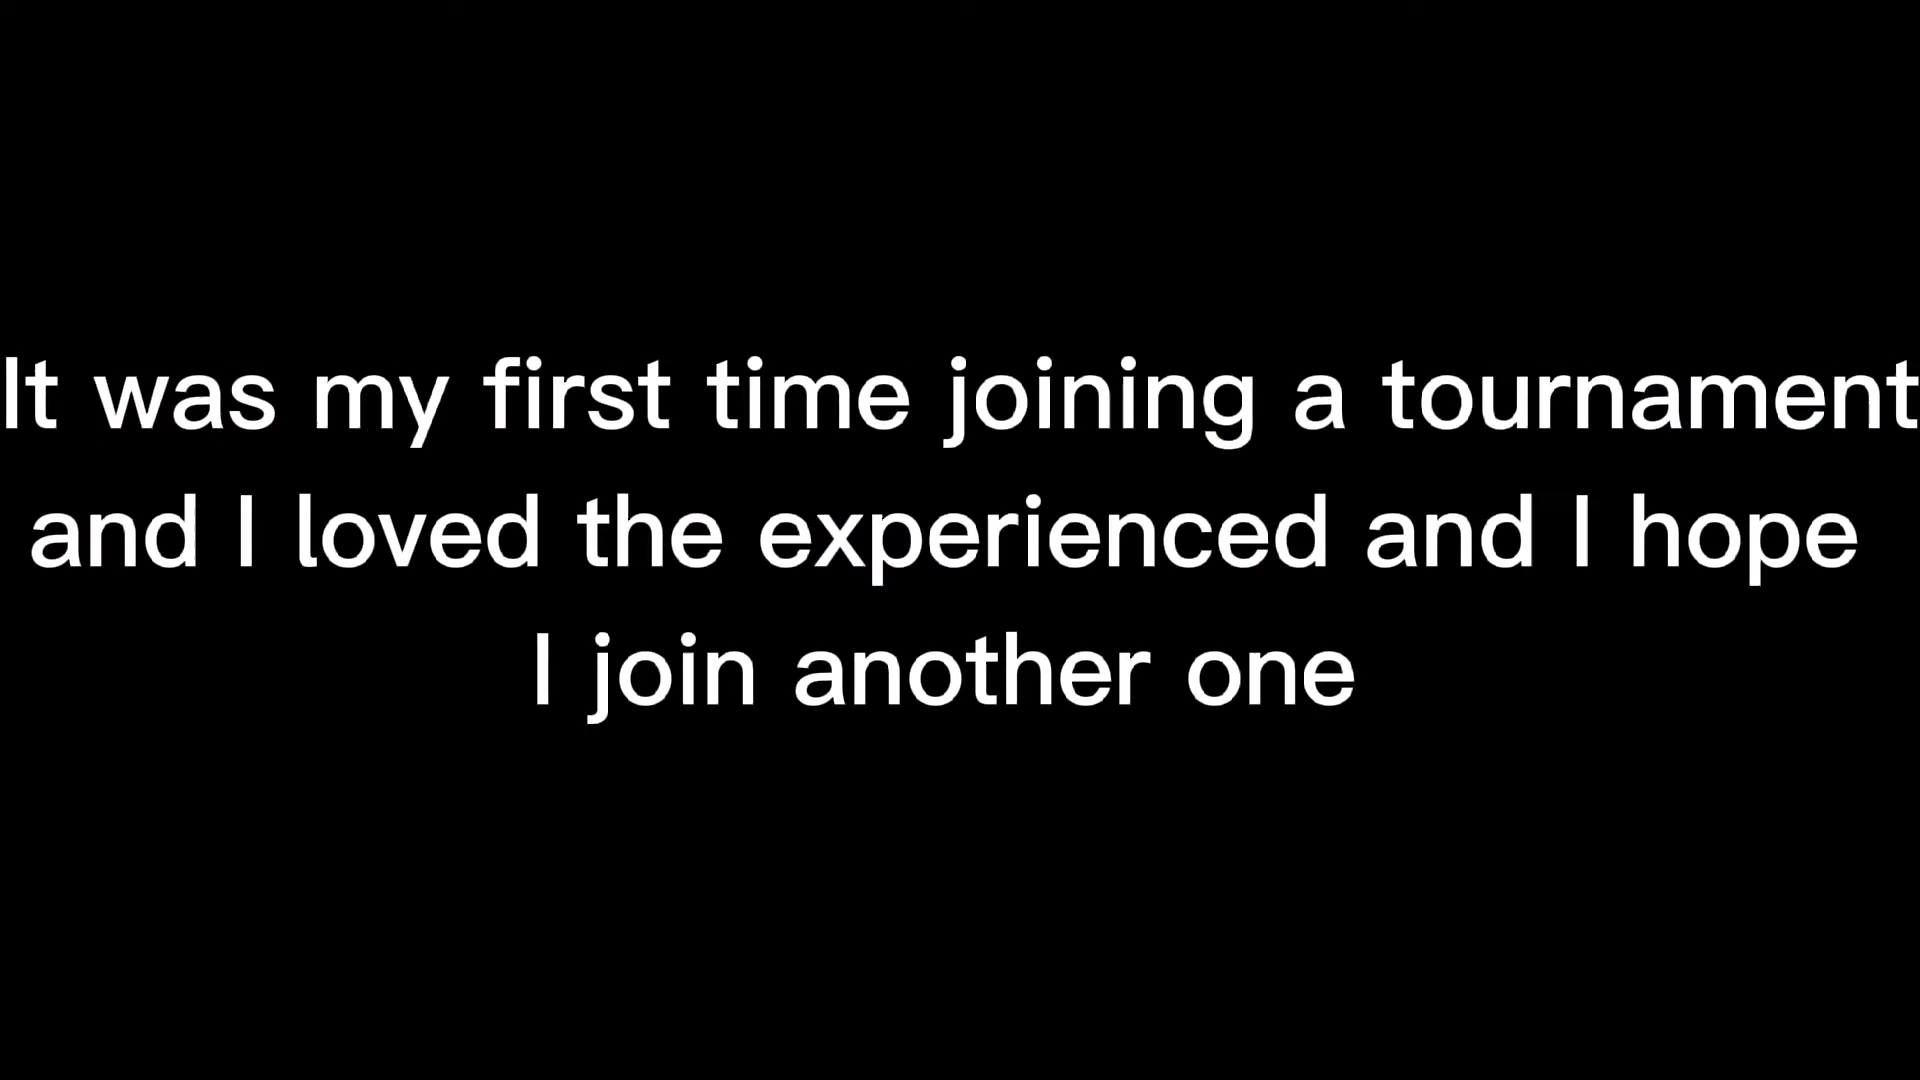 It was my first time joining a tournament
and I loved the experienced and I hope
I join another one